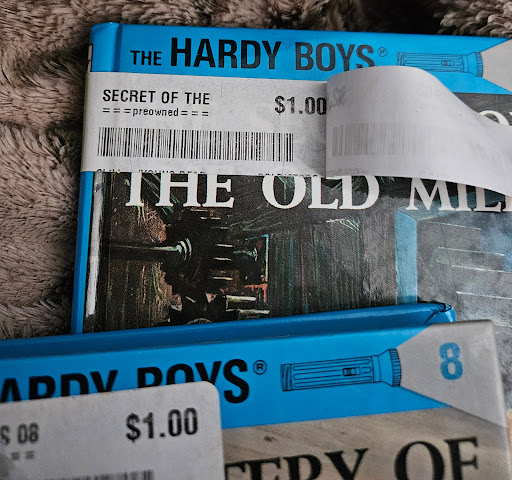 THE HARDY BOYS®
SECRET OF THE $1.00
===preowned===
THE OLD MIL
ARDY BOYS® 8
S 08 $1.00
==
TERY OF